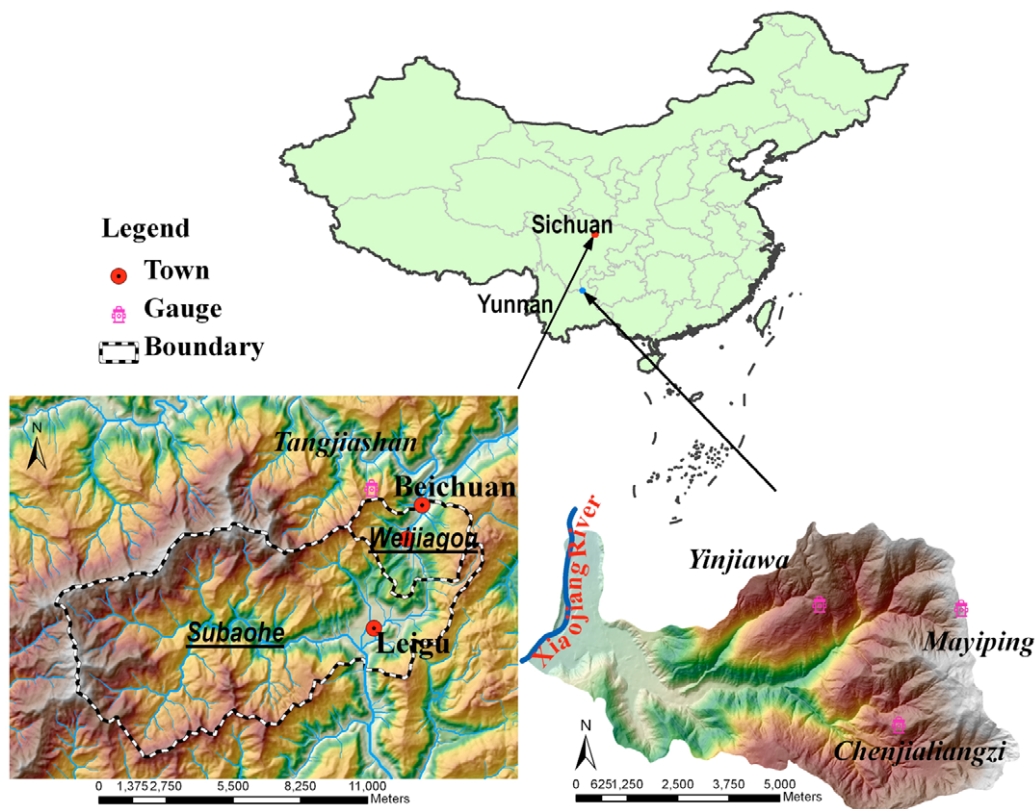 Sichuan
Yunnan
Legend
Town
Gauge
Boundary
N
Tangjiashan
Beichuan
Weijiagou
Subaohe
Leigu
0 1,375 2,750 5,500 8,250 11,000
Meters
Xiaojiang River
Yinjiawa
Mayiping
Chenjialiangzi
N
0 625 1,250 2,500 3,750 5,000
Meters